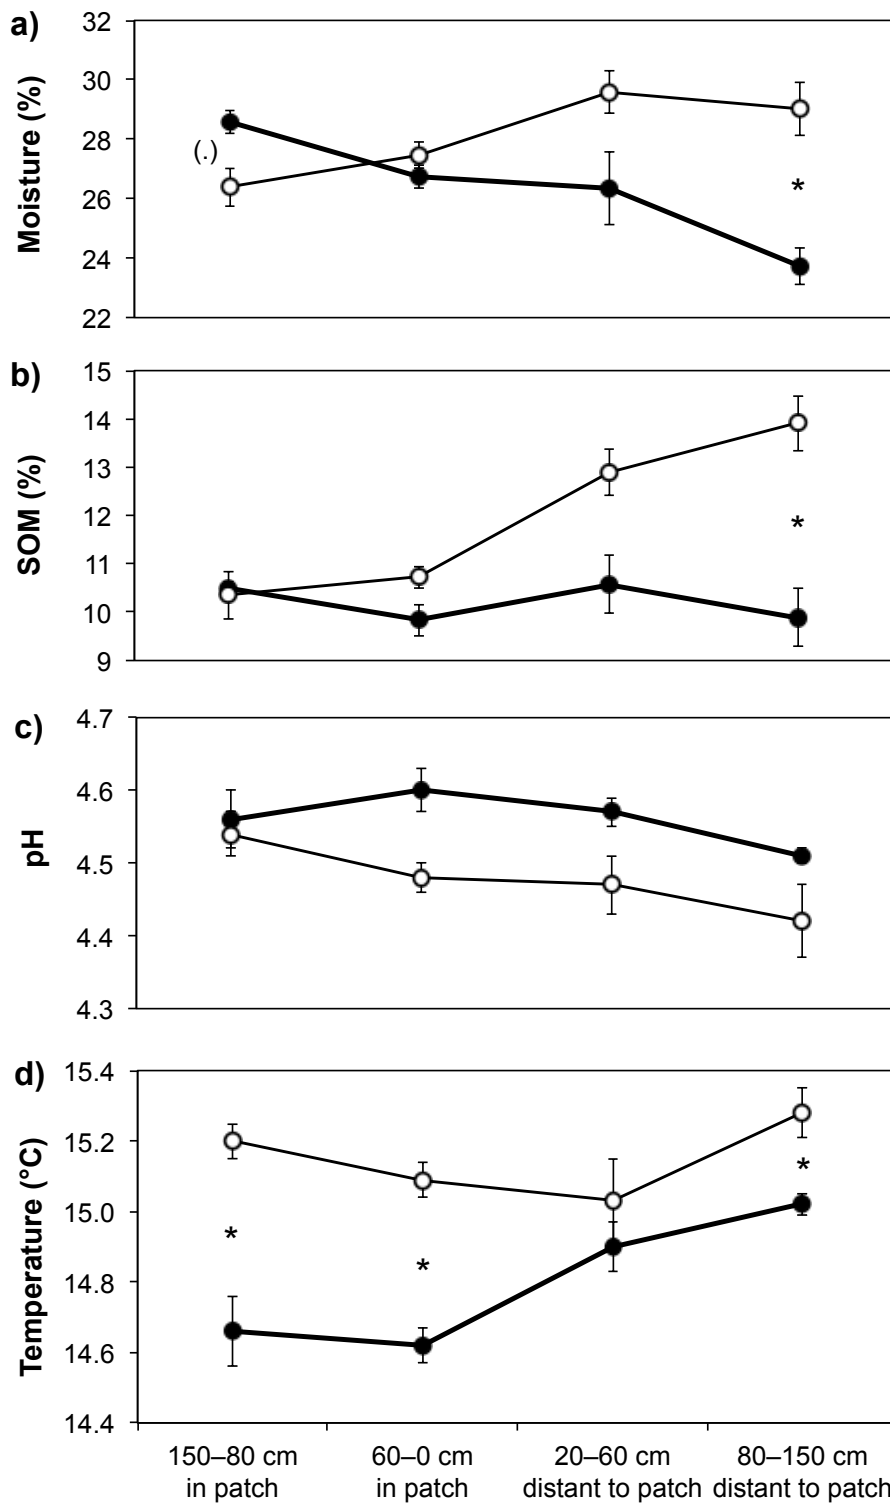 a)
Moisture (%)
32
30
28
26
24
22
(.)
*
b)
SOM (%)
15
14
13
12
11
10
9
*
c)
pH
4.7
4.6
4.5
4.4
4.3
d)
Temperature (°C)
15.4
15.2
15.0
14.8
14.6
14.4
*
*
*
150–80 cm
in patch
60–0 cm
in patch
20–60 cm
distant to patch
80–150 cm
distant to patch